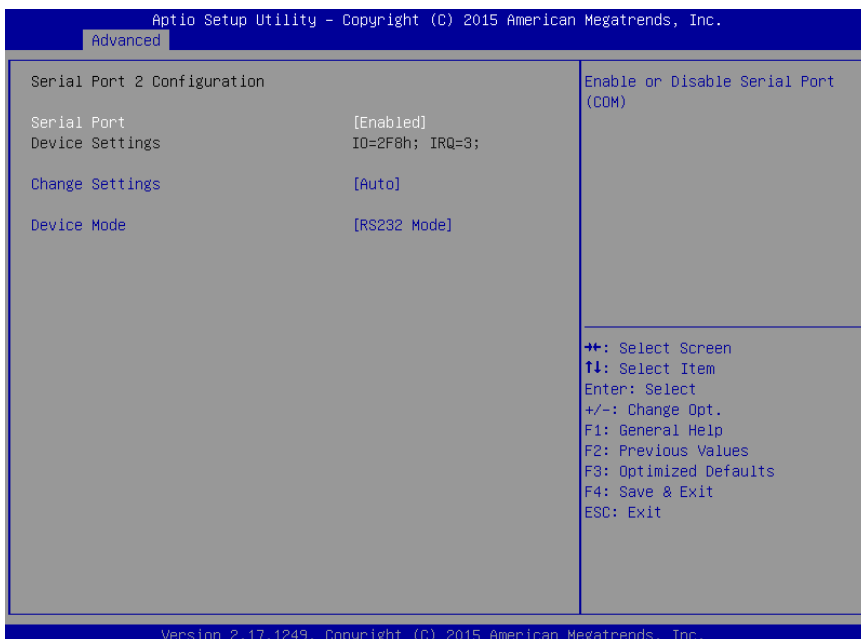 Aptio Setup Utility – Copyright (C) 2015 American Megatrends, Inc.
Advanced
Serial Port 2 Configuration
Serial Port [Enabled]
Device Settings IO=2F8h; IRQ=3;
Change Settings [Auto]
Device Mode [RS232 Mode]
Enable or Disable Serial Port
(COM)
→←: Select Screen
↑↓: Select Item
Enter: Select
+/-: Change Opt.
F1: General Help
F2: Previous Values
F3: Optimized Defaults
F4: Save & Exit
ESC: Exit
Version 2.17.1249. Copyright (C) 2015 American Megatrends, Inc.